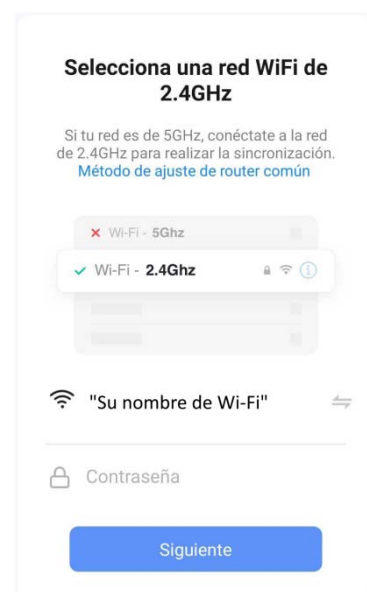 Selecciona una red WiFi de
2.4GHz
Si tu red es de 5GHz, conéctate a la red
de 2.4GHz para realizar la sincronización.
Método de ajuste de router común
Wi-Fi - 5Ghz
Wi-Fi - 2.4Ghz
"Su nombre de Wi-Fi"
Contraseña
Siguiente